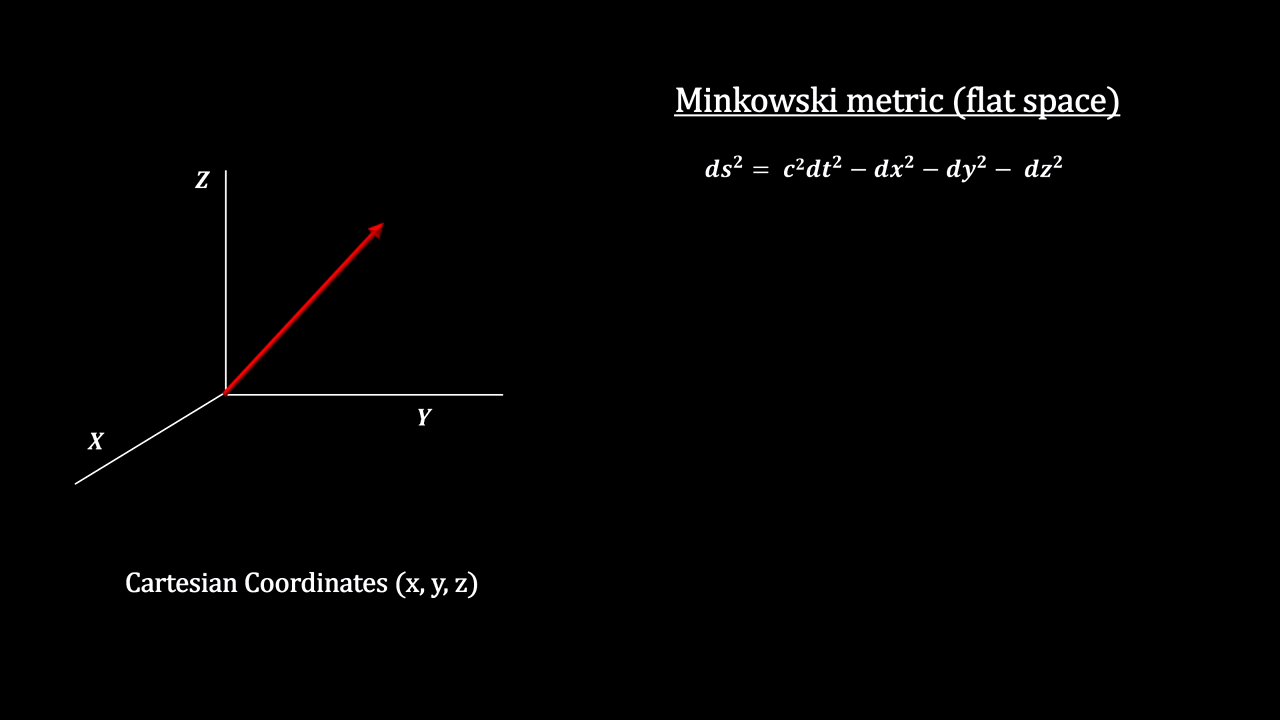 Minkowski metric (flat space)
ds² = c²dt² − dx² − dy² − dz²
Z
Y
X
Cartesian Coordinates (x, y, z)